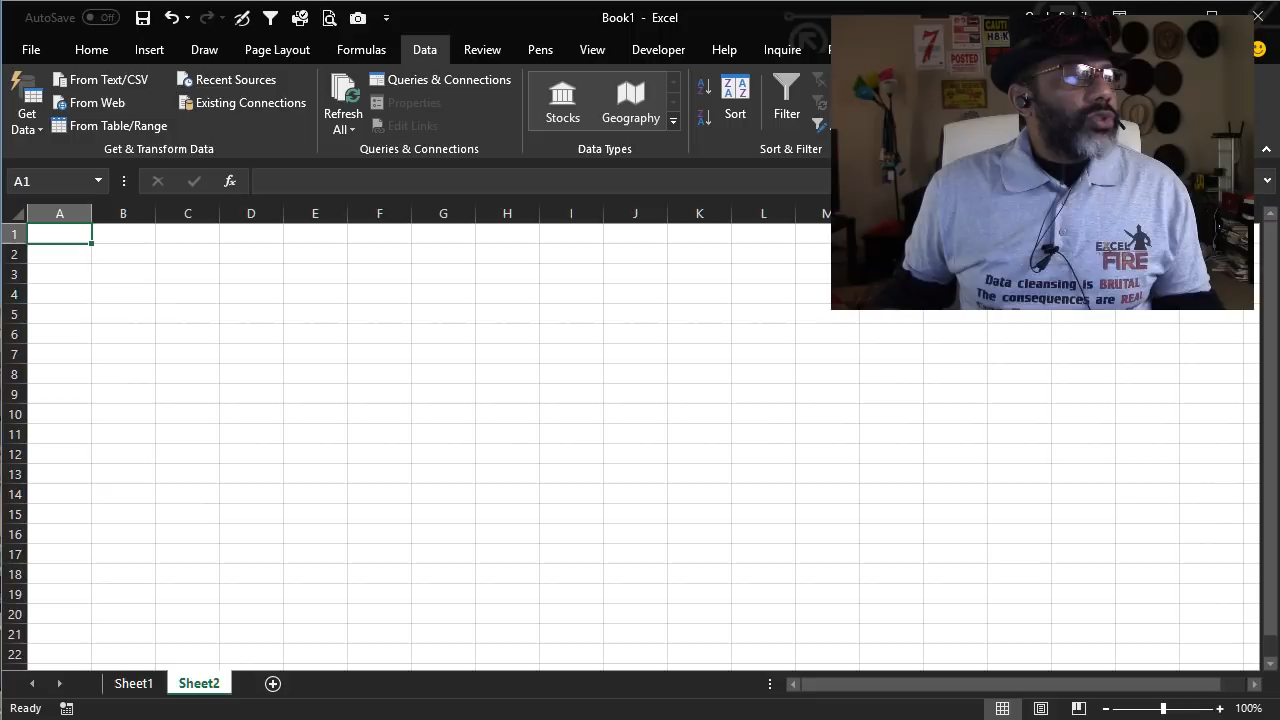 AutoSave Off
Book1 - Excel
File Home Insert Draw Page Layout Formulas Data Review Pens View Developer Help Inquire
From Text/CSV
Recent Sources
Queries & Connections
From Web
Existing Connections
Properties
Get Data
From Table/Range
Refresh All
Edit Links
Stocks
Geography
Sort
Filter
Get & Transform Data
Queries & Connections
Data Types
Sort & Filter
A1
fx
A B C D E F G H I J K L M
1
2
3
4
5
6
7
8
9
10
11
12
13
14
15
16
17
18
19
20
21
22
7
CAUTI
H8-K
POSTED
EXCEL
FIRE
Data cleansing is BRUTAL
The consequences are REAL
Sheet1 Sheet2
Ready
100%